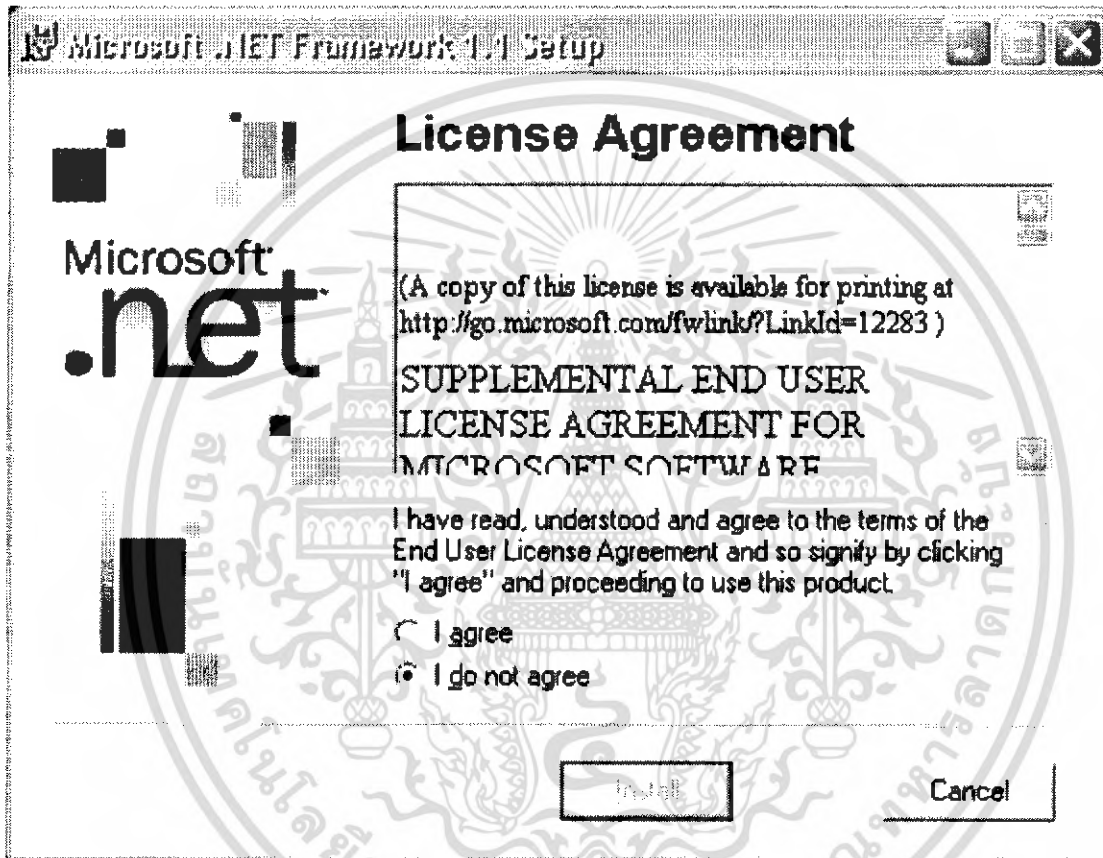 Microsoft .NET Framework 1.1 Setup
License Agreement
Microsoft
.net
(A copy of this license is available for printing at
http://go.microsoft.com/fwlink/?LinkId=12283 )
SUPPLEMENTAL END USER
LICENSE AGREEMENT FOR
MICROSOFT SOFTWARE
I have read, understood and agree to the terms of the
End User License Agreement and so signify by clicking
"I agree" and proceeding to use this product.
I agree
I do not agree
Install
Cancel